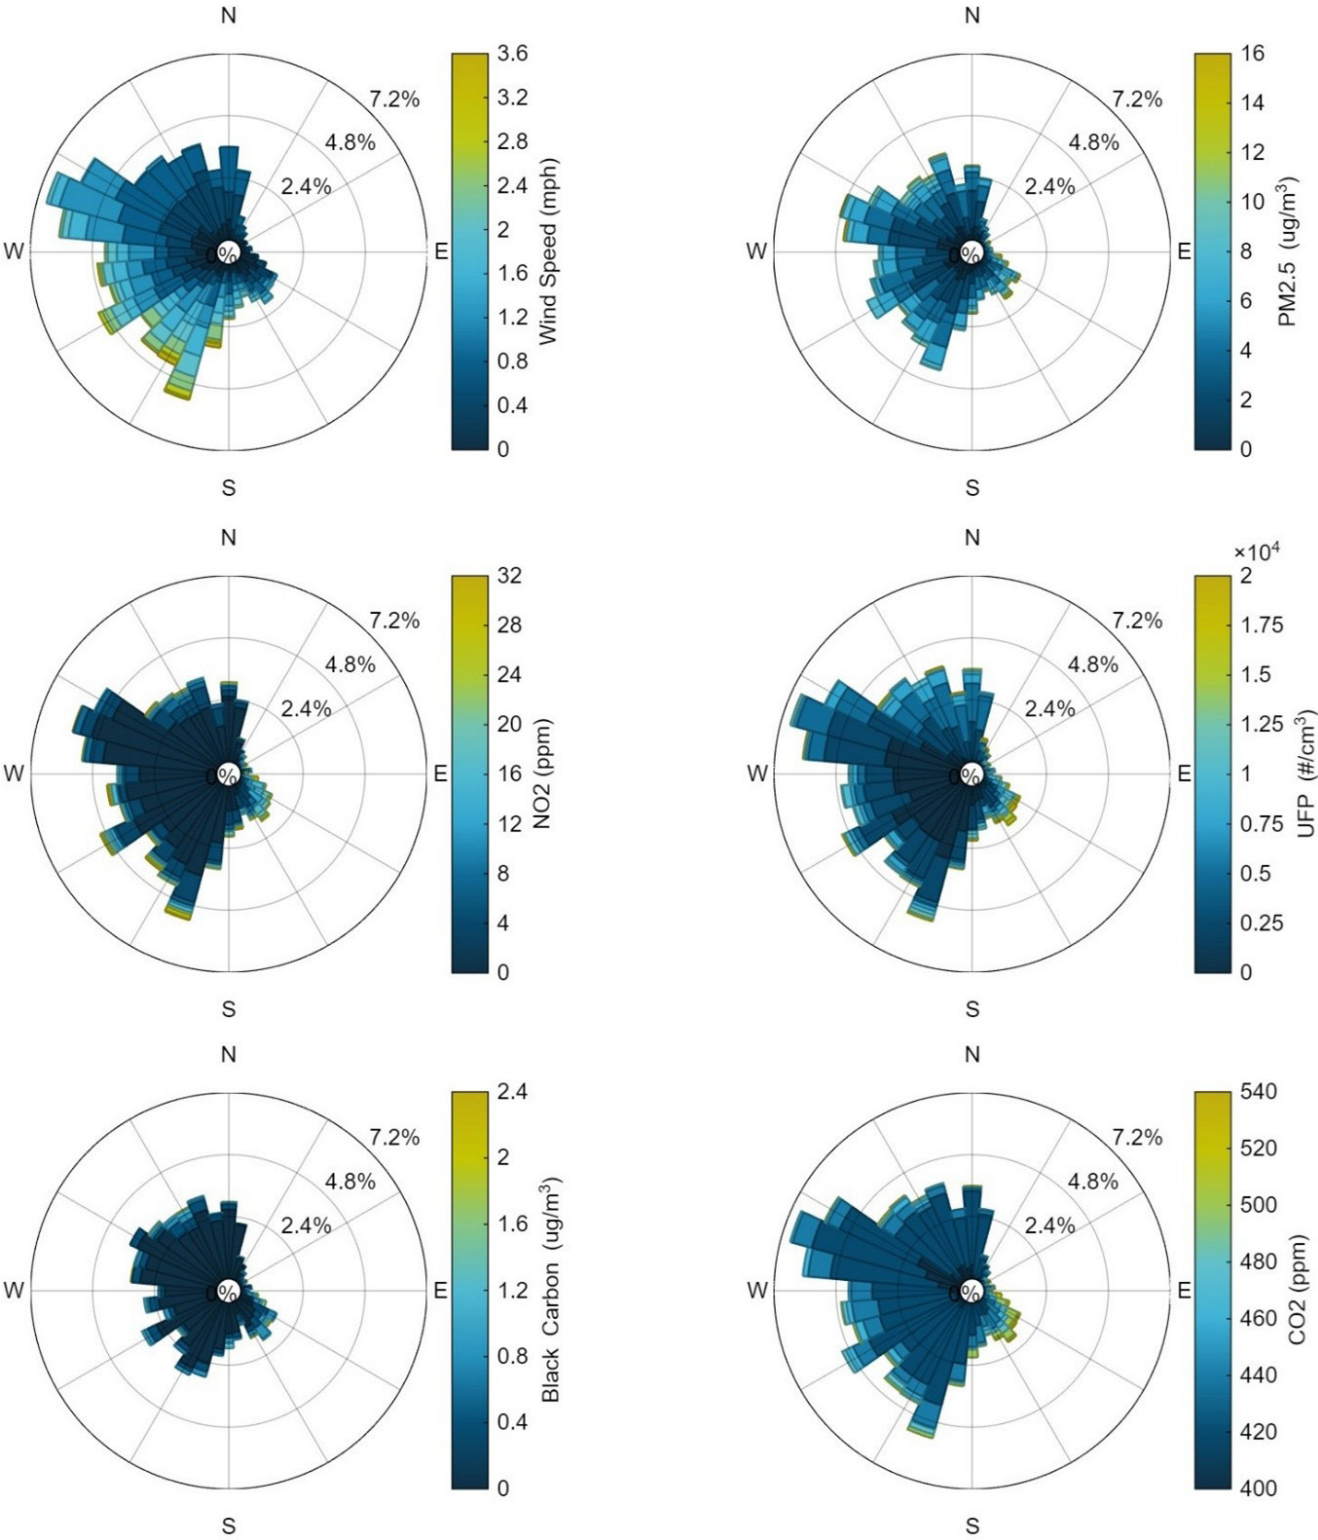 N
7.2%
4.8%
2.4%
0%
W
E
S
3.6
3.2
2.8
2.4
2
1.6
1.2
0.8
0.4
0
Wind Speed (mph)
N
7.2%
4.8%
2.4%
0%
W
E
S
16
14
12
10
8
6
4
2
0
PM2.5 (ug/m³)
N
7.2%
4.8%
2.4%
0%
W
E
S
32
28
24
20
16
12
8
4
0
NO2 (ppm)
N
7.2%
4.8%
2.4%
0%
W
E
S
×10⁴
2
1.75
1.5
1.25
1
0.75
0.5
0.25
0
UFP (#/cm³)
N
7.2%
4.8%
2.4%
0%
W
E
S
2.4
2
1.6
1.2
0.8
0.4
0
Black Carbon (ug/m³)
N
7.2%
4.8%
2.4%
0%
W
E
S
540
520
500
480
460
440
420
400
CO2 (ppm)